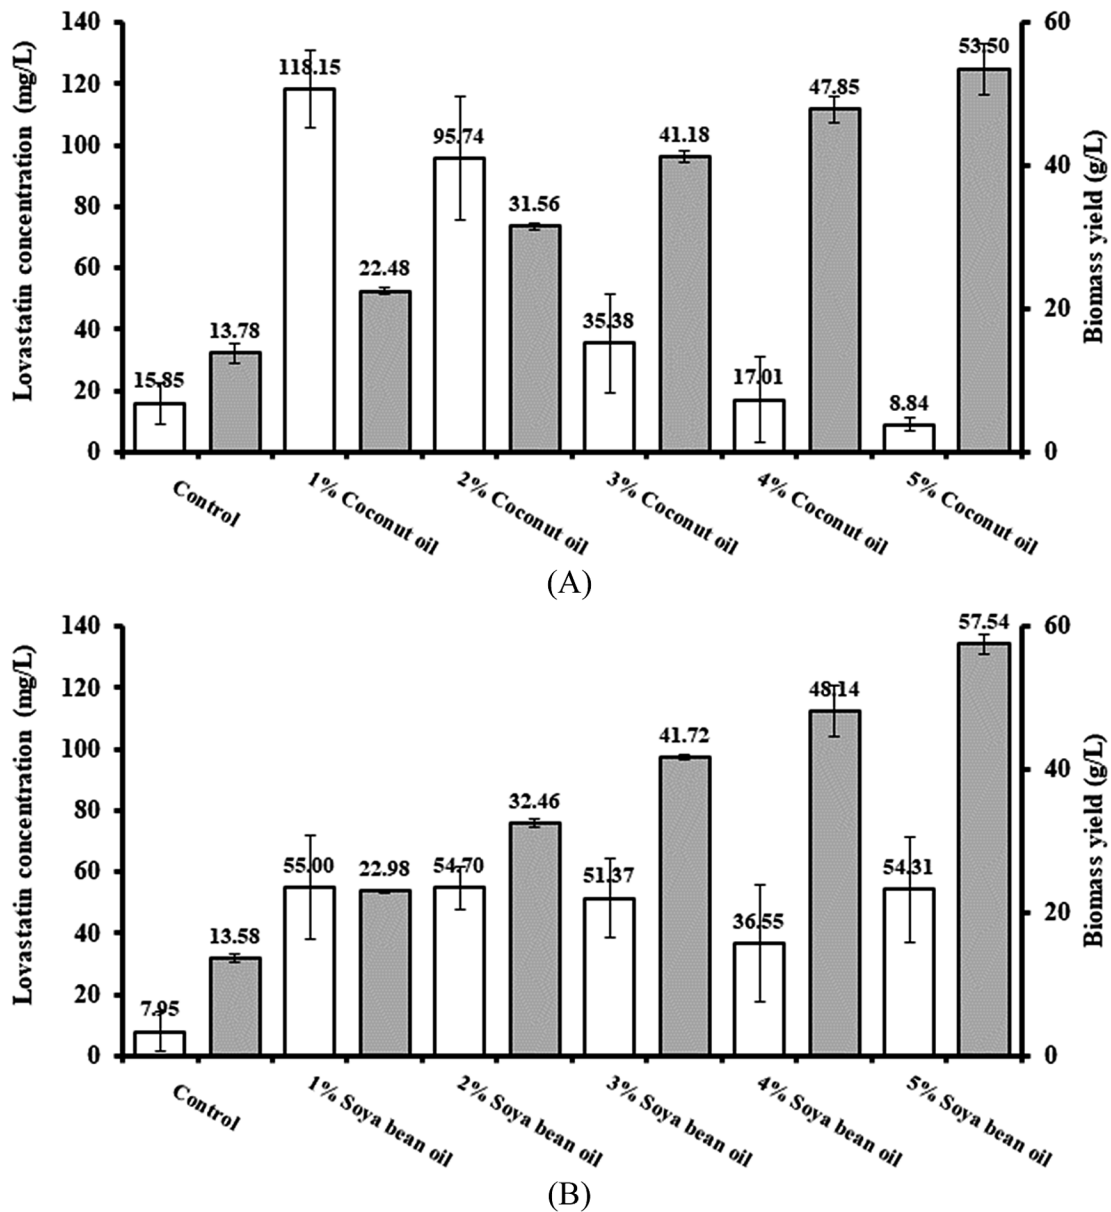 Lovastatin concentration (mg/L)
140
120
100
80
60
40
20
0
15.85
13.78
118.15
22.48
95.74
31.56
35.38
41.18
17.01
47.85
8.84
53.50
60
40
20
0
Biomass yield (g/L)
Control
1% Coconut oil
2% Coconut oil
3% Coconut oil
4% Coconut oil
5% Coconut oil
(A)
Lovastatin concentration (mg/L)
140
120
100
80
60
40
20
0
7.95
13.58
55.00
22.98
54.70
32.46
51.37
41.72
36.55
48.14
54.31
57.54
60
40
20
0
Biomass yield (g/L)
Control
1% Soya bean oil
2% Soya bean oil
3% Soya bean oil
4% Soya bean oil
5% Soya bean oil
(B)